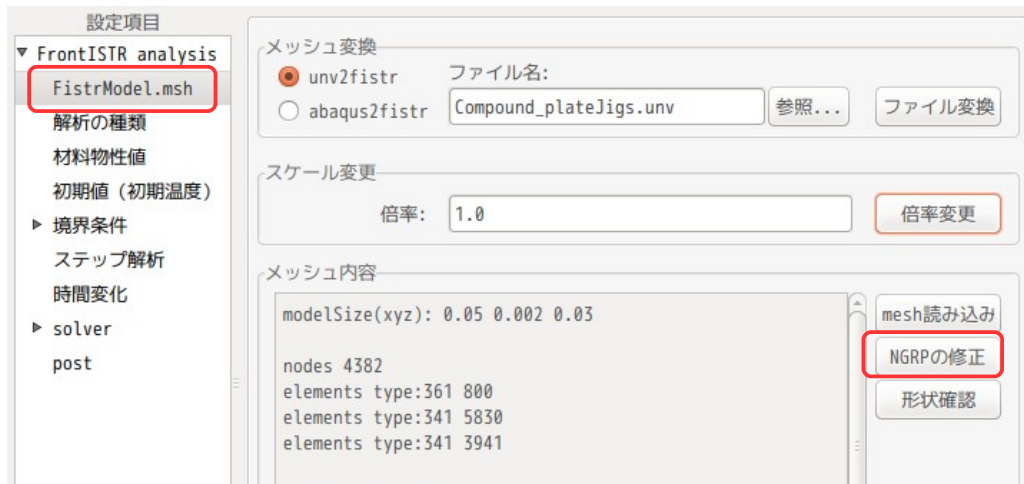 設定項目
▼ FrontISTR analysis
FistrModel.msh
解析の種類
材料物性値
初期値（初期温度）
▶ 境界条件
ステップ解析
時間変化
▶ solver
post
メッシュ変換
unv2fistr
abaqus2fistr
ファイル名:
Compound_plateJigs.unv
参照...
ファイル変換
スケール変更
倍率:
1.0
倍率変更
メッシュ内容
modelSize(xyz): 0.05 0.002 0.03
nodes 4382
elements type:361 800
elements type:341 5830
elements type:341 3941
mesh読み込み
NGRPの修正
形状確認